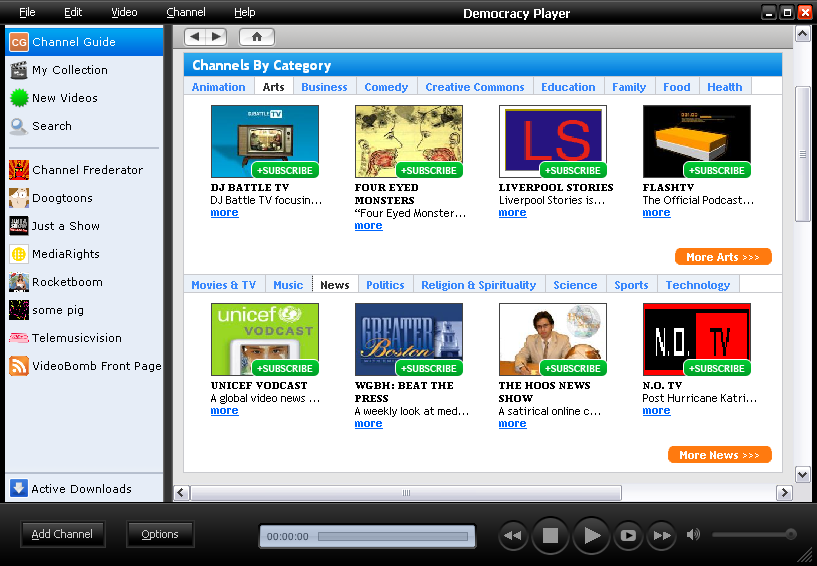 File Edit Video Channel Help Democracy Player
CG Channel Guide
My Collection
New Videos
Search
Channel Frederator
Doogtoons
Just a Show
MediaRights
Rocketboom
some pig
Telemusicvision
VideoBomb Front Page
Active Downloads
Channels By Category
Animation Arts Business Comedy Creative Commons Education Family Food Health
DJ BATTLE TV
LS
+SUBSCRIBE +SUBSCRIBE +SUBSCRIBE +SUBSCRIBE
DJ BATTLE TV
DJ Battle TV focusin...
more
FOUR EYED
MONSTERS
“Four Eyed Monster...
more
LIVERPOOL STORIES
Liverpool Stories is...
more
FLASHTV
The Official Podcast...
more
More Arts >>>
Movies & TV Music News Politics Religion & Spirituality Science Sports Technology
unicef
VODCAST
GREATER
Boston
N.O. TV
+SUBSCRIBE +SUBSCRIBE +SUBSCRIBE +SUBSCRIBE
UNICEF VODCAST
A global video news ...
more
WGBH: BEAT THE
PRESS
A weekly look at med...
more
THE HOOS NEWS
SHOW
A satirical online c...
more
N.O. TV
Post Hurricane Katri...
more
More News >>>
Add Channel Options 00:00:00